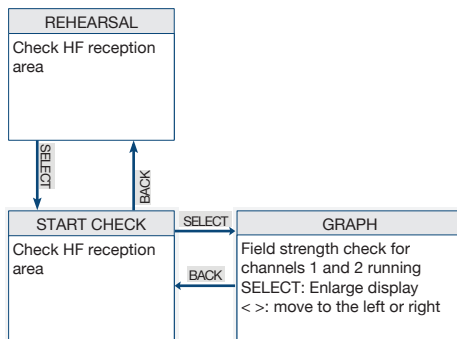 REHEARSAL
Check HF reception
area
SELECT
BACK
START CHECK
Check HF reception
area
SELECT
BACK
GRAPH
Field strength check for
channels 1 and 2 running
SELECT: Enlarge display
< >: move to the left or right